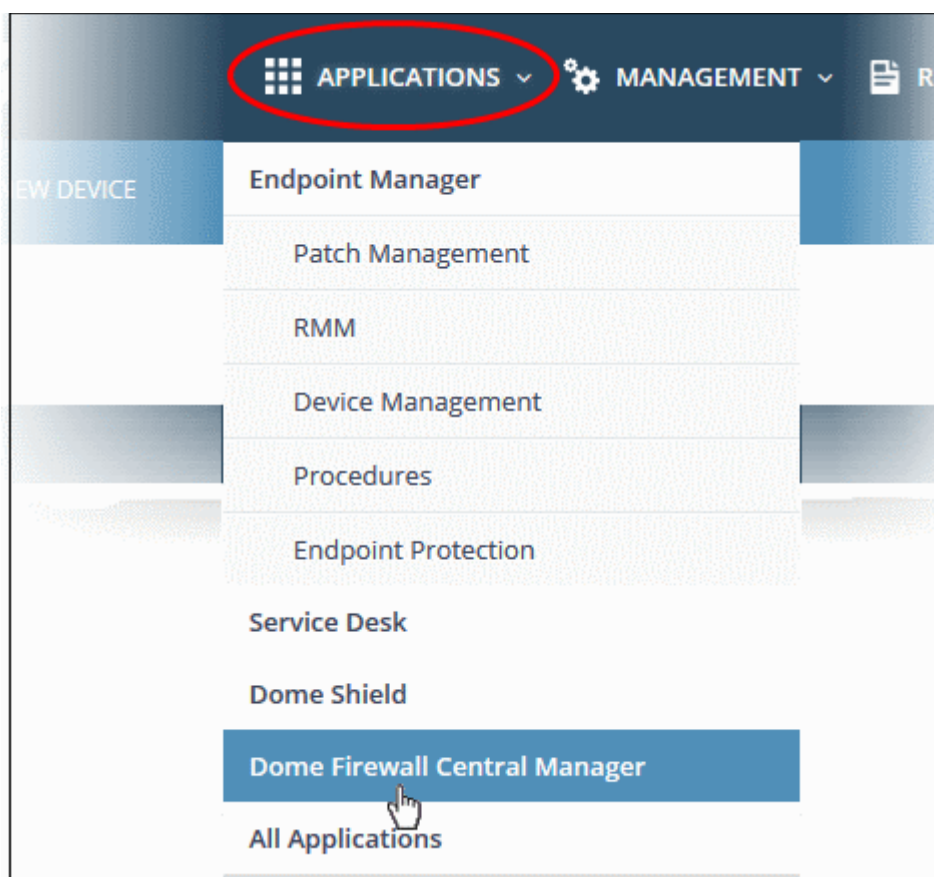 APPLICATIONS MANAGEMENT R
EW DEVICE
Endpoint Manager
Patch Management
RMM
Device Management
Procedures
Endpoint Protection
Service Desk
Dome Shield
Dome Firewall Central Manager
All Applications